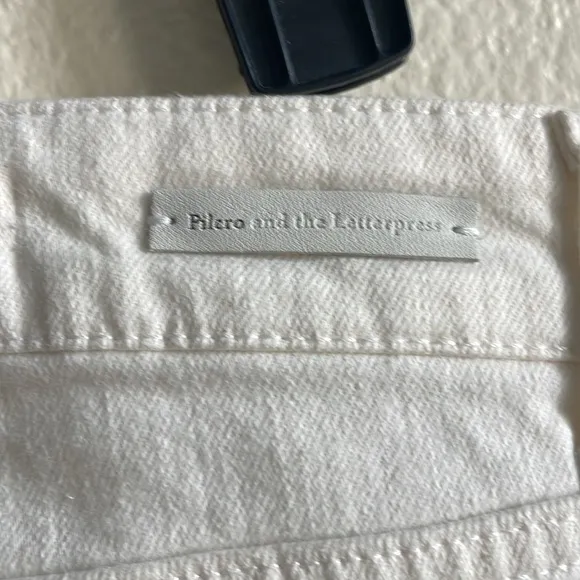 Pilcro and the Letterpress